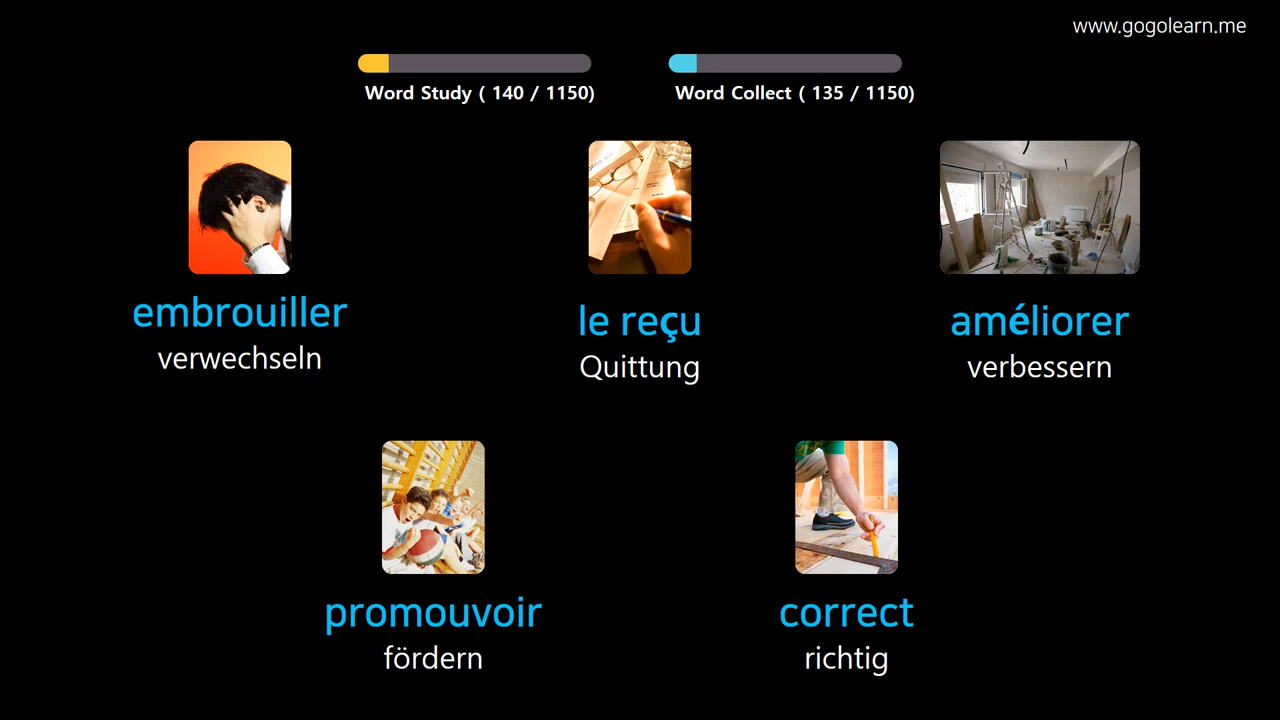 www.gogolearn.me
Word Study ( 140 / 1150)
Word Collect ( 135 / 1150)
embrouiller
verwechseln
le reçu
Quittung
améliorer
verbessern
promouvoir
fördern
correct
richtig